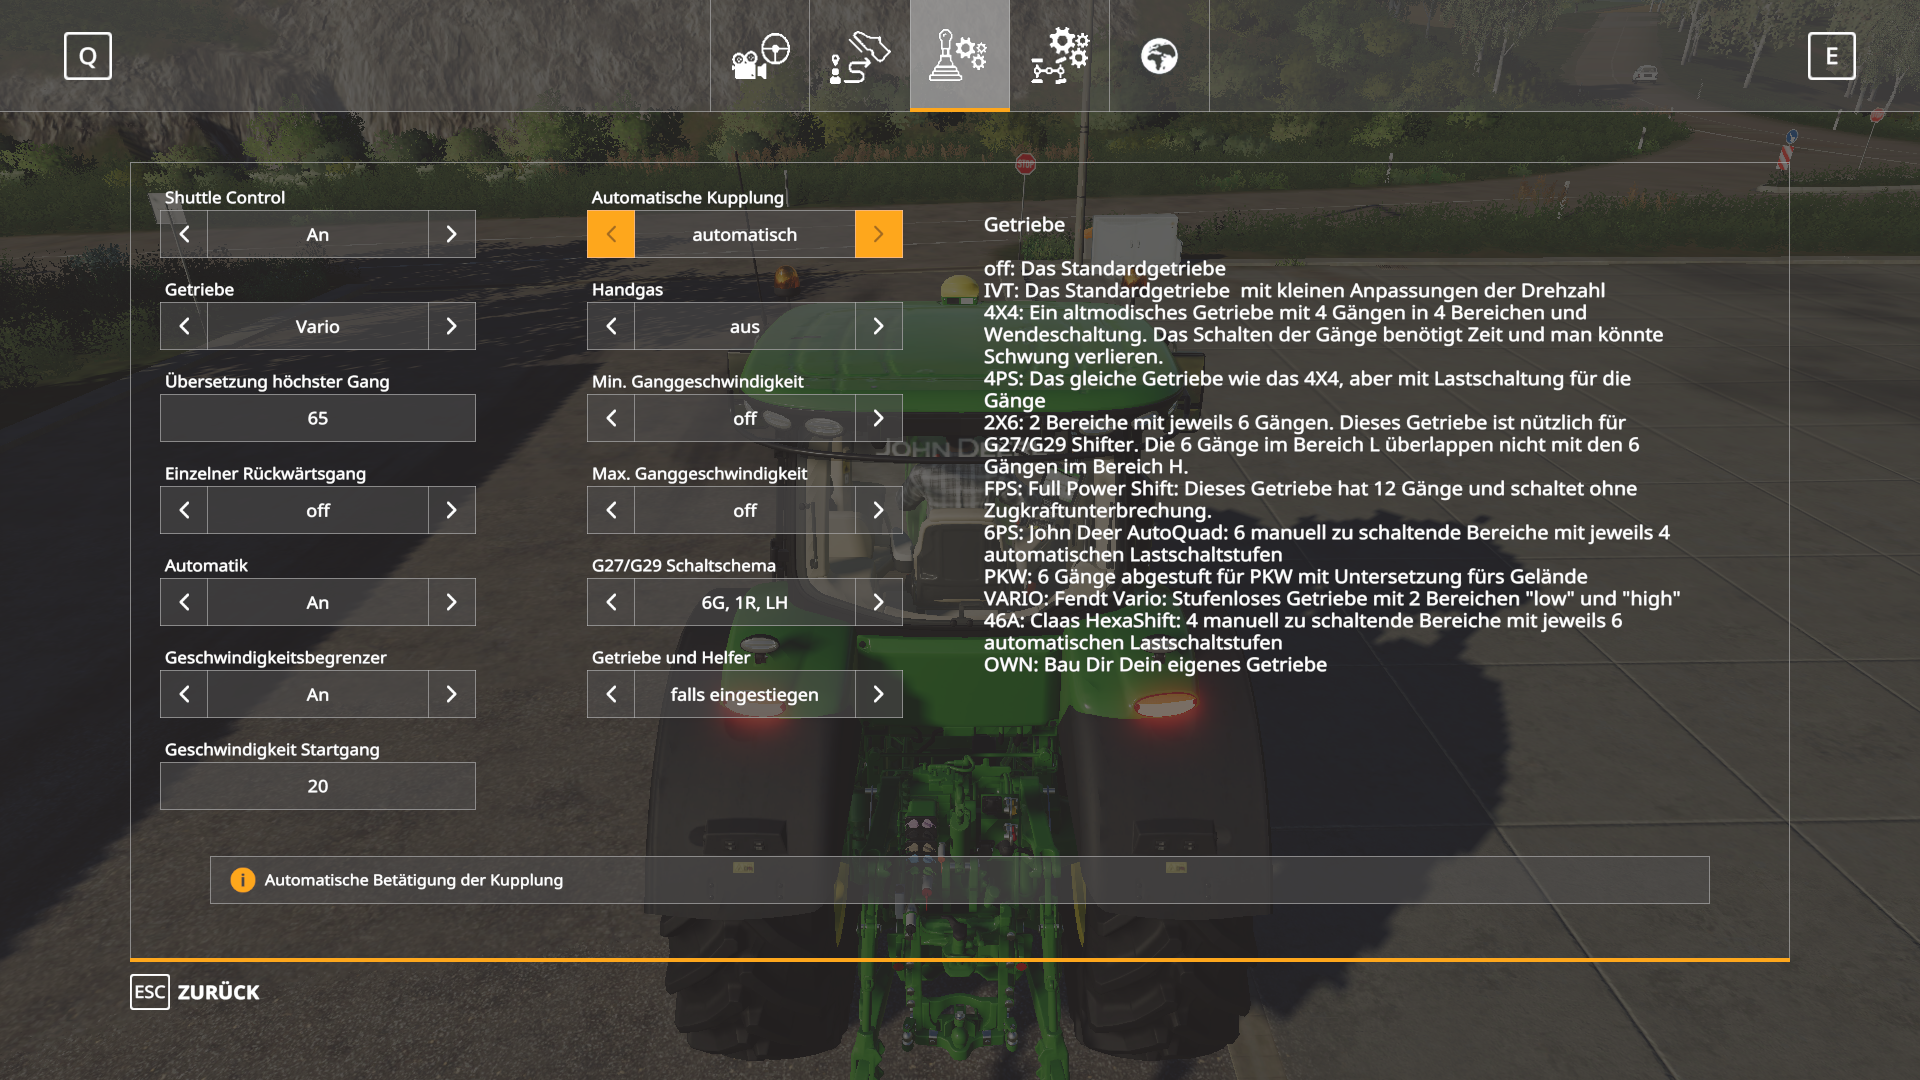 Q
E
Shuttle Control
An
Getriebe
Vario
Übersetzung höchster Gang
65
Einzelner Rückwärtsgang
off
Automatik
An
Geschwindigkeitsbegrenzer
An
Geschwindigkeit Startgang
20
Automatische Kupplung
automatisch
Handgas
aus
Min. Ganggeschwindigkeit
off
Max. Ganggeschwindigkeit
off
G27/G29 Schaltschema
6G, 1R, LH
Getriebe und Helfer
falls eingestiegen
Getriebe
off: Das Standardgetriebe
IVT: Das Standardgetriebe  mit kleinen Anpassungen der Drehzahl
4X4: Ein altmodisches Getriebe mit 4 Gängen in 4 Bereichen und
Wendeschaltung. Das Schalten der Gänge benötigt Zeit und man könnte
Schwung verlieren.
4PS: Das gleiche Getriebe wie das 4X4, aber mit Lastschaltung für die
Gänge
2X6: 2 Bereiche mit jeweils 6 Gängen. Dieses Getriebe ist nützlich für
G27/G29 Shifter. Die 6 Gänge im Bereich L überlappen nicht mit den 6
Gängen im Bereich H.
FPS: Full Power Shift: Dieses Getriebe hat 12 Gänge und schaltet ohne
Zugkraftunterbrechung.
6PS: John Deer AutoQuad: 6 manuell zu schaltende Bereiche mit jeweils 4
automatischen Lastschaltstufen
PKW: 6 Gänge abgestuft für PKW mit Untersetzung fürs Gelände
VARIO: Fendt Vario: Stufenloses Getriebe mit 2 Bereichen "low" und "high"
46A: Claas HexaShift: 4 manuell zu schaltende Bereiche mit jeweils 6
automatischen Lastschaltstufen
OWN: Bau Dir Dein eigenes Getriebe
STOP
JOHN DEERE
i Automatische Betätigung der Kupplung
ESC ZURÜCK